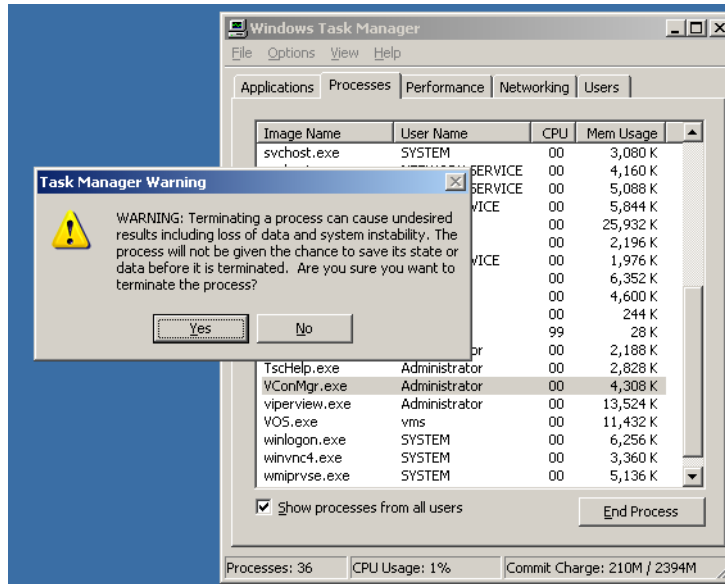 Windows Task Manager
File Options View Help
Applications Processes Performance Networking Users
Image Name User Name CPU Mem Usage
svchost.exe SYSTEM 00 3,080 K
SERVICE 00 4,160 K
Task Manager Warning
SERVICE 00 5,088 K
00 5,844 K
WARNING: Terminating a process can cause undesired
results including loss of data and system instability. The
process will not be given the chance to save its state or
data before it is terminated. Are you sure you want to
terminate the process?
Yes No
00 25,932 K
00 2,196 K
00 1,976 K
00 6,352 K
00 4,600 K
00 244 K
99 28 K
00 2,188 K
TscHelp.exe Administrator 00 2,828 K
VConMgr.exe Administrator 00 4,308 K
viperview.exe Administrator 00 13,524 K
VOS.exe vms 00 11,432 K
winlogon.exe SYSTEM 00 6,256 K
winvnc4.exe SYSTEM 00 3,360 K
wmiprvse.exe SYSTEM 00 5,136 K
Show processes from all users
End Process
Processes: 36 CPU Usage: 1% Commit Charge: 210M / 2394M